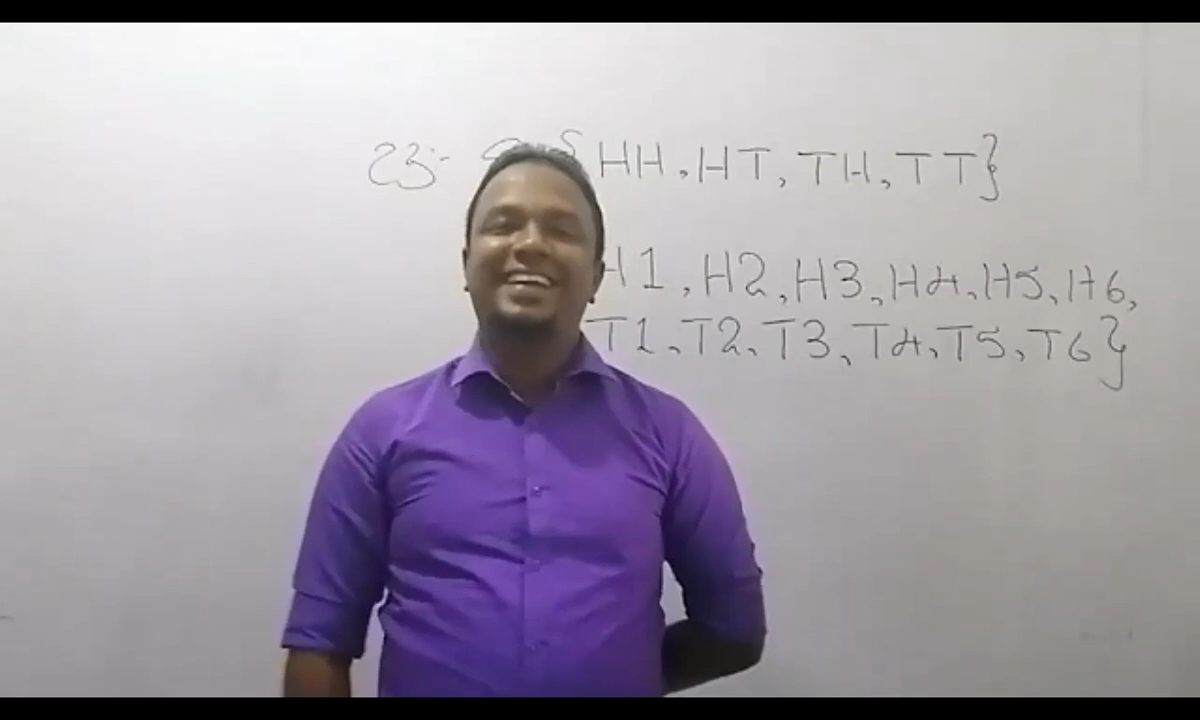 23:- S {HH, HT, TH, TT}
H1, H2, H3, H4, H5, H6,
T1, T2, T3, T4, T5, T6}